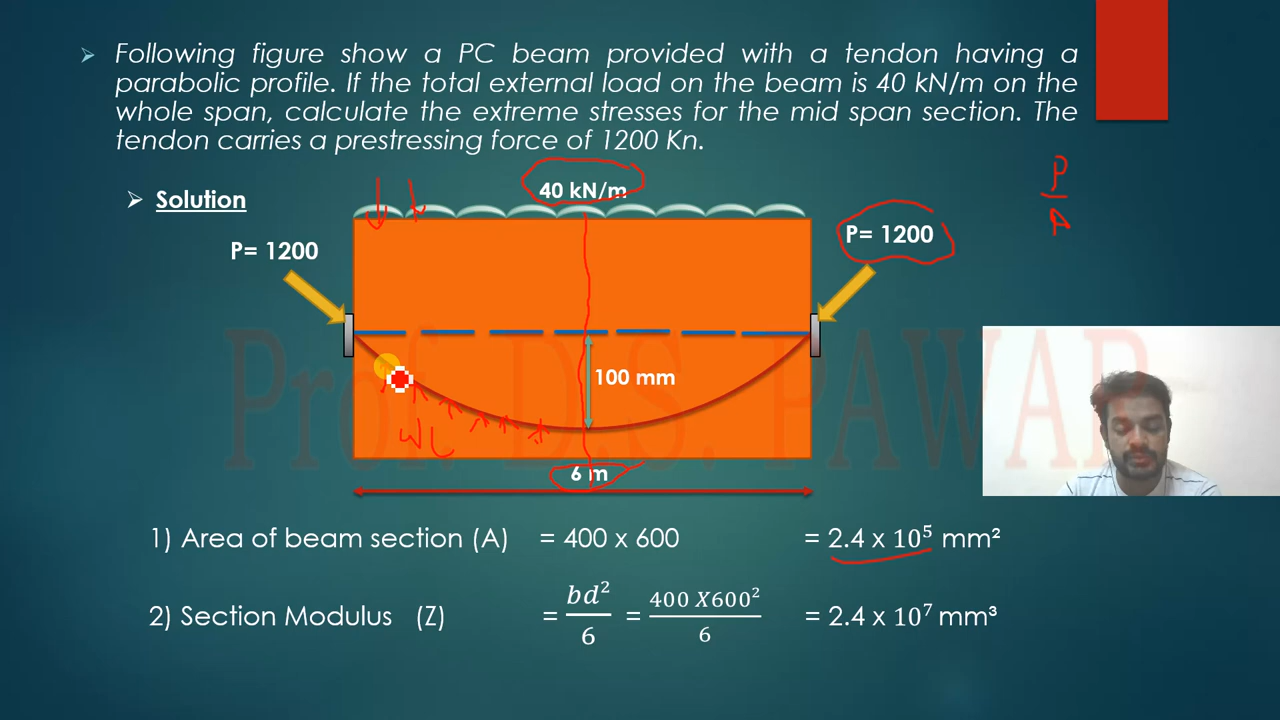 Following figure show a PC beam provided with a tendon having a
parabolic profile. If the total external load on the beam is 40 kN/m on the
whole span, calculate the extreme stresses for the mid span section. The
tendon carries a prestressing force of 1200 Kn.
P
A
Solution
40 kN/m
P= 1200
P= 1200
Prof. D.S. PAWAR
100 mm
WL
6 m
1) Area of beam section (A) = 400 x 600 = 2.4 x 10⁵ mm²
2) Section Modulus (Z) = bd²/6 = 400 X600²/6 = 2.4 x 10⁷ mm³